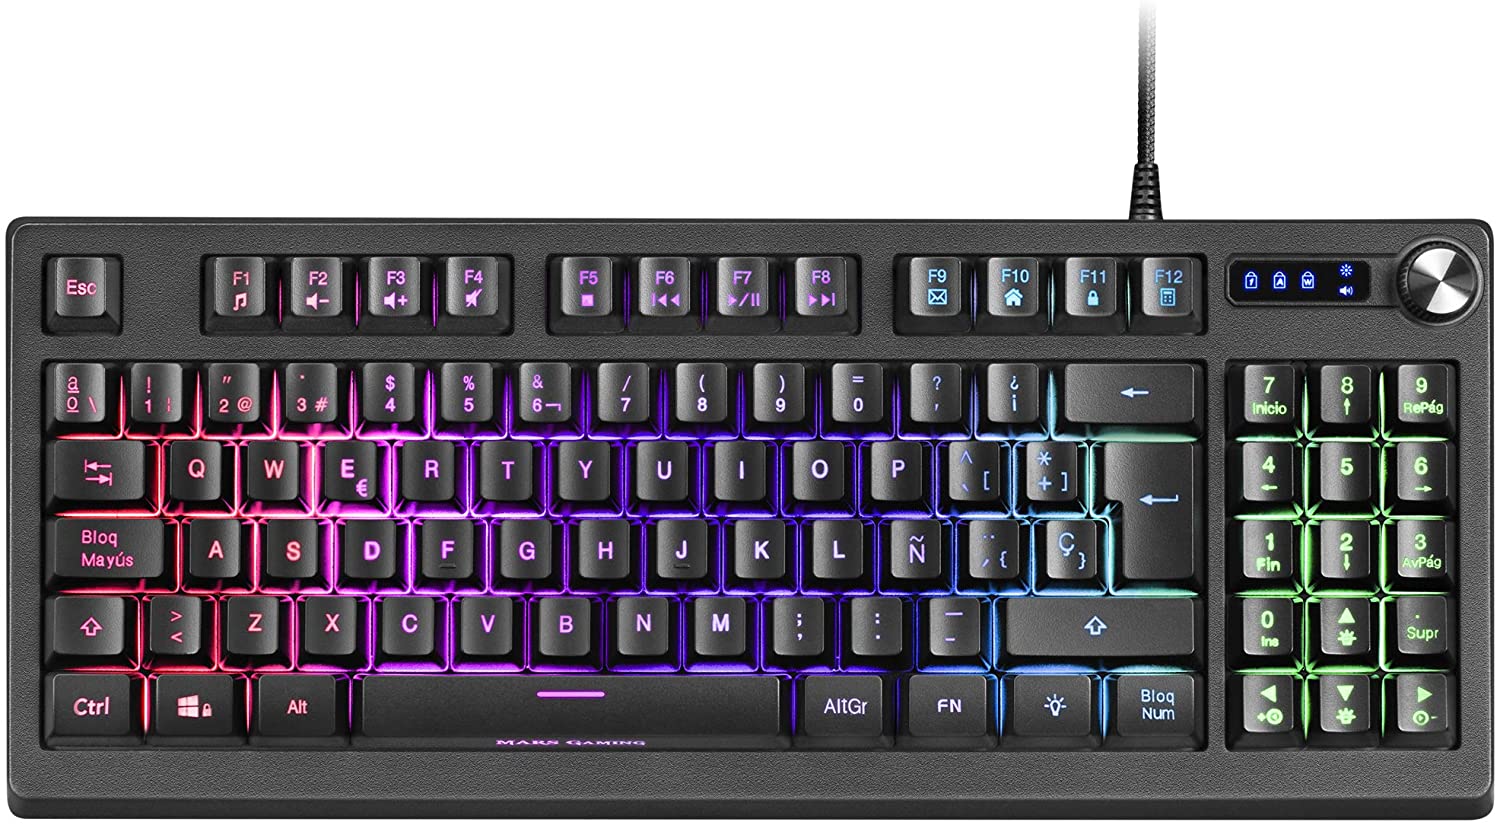 Esc F1 F2 F3 F4 F5 F6 F7 F8 F9 F10 F11 F12 1 A W
ª º \ ! 1 | " 2 @ · 3 # $ 4 % 5 & 6 ¬ / 7 ( 8 ) 9 = 0 ? ' ¿ ¡ 7 Inicio 8 9 RePág
Q W E € R T Y U I O P ^ ` [ * + ] 4 5 6
Bloq Mayús A S D F G H J K L Ñ ¨ ´ { Ç } 1 Fin 2 3 AvPág
> < Z X C V B N M ; , : . _ - 0 Ins . Supr
Ctrl Alt AltGr FN Bloq Num
MARS GAMING